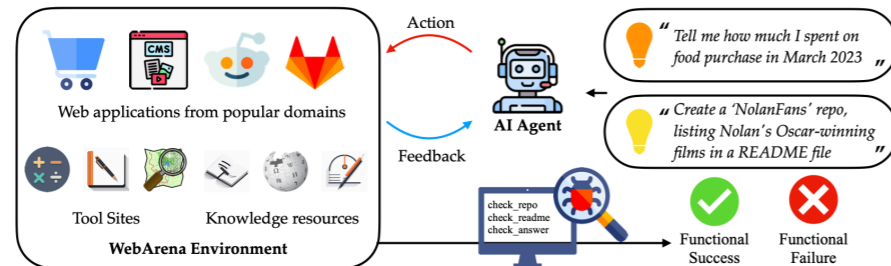 CMS
Web applications from popular domains
Tool Sites
Knowledge resources
WebArena Environment
Action
Feedback
AI Agent
“ Tell me how much I spent on
food purchase in March 2023 ”
“ Create a ‘NolanFans’ repo,
listing Nolan’s Oscar-winning
films in a README file ”
check_repo
check_readme
check_answer
Functional
Success
Functional
Failure